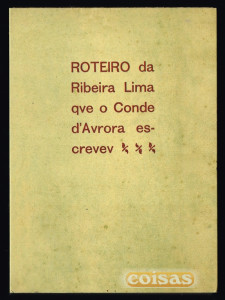 ROTEIRO da
Ribeira Lima
qve o Conde
d'Avrora es-
crevev
coisas